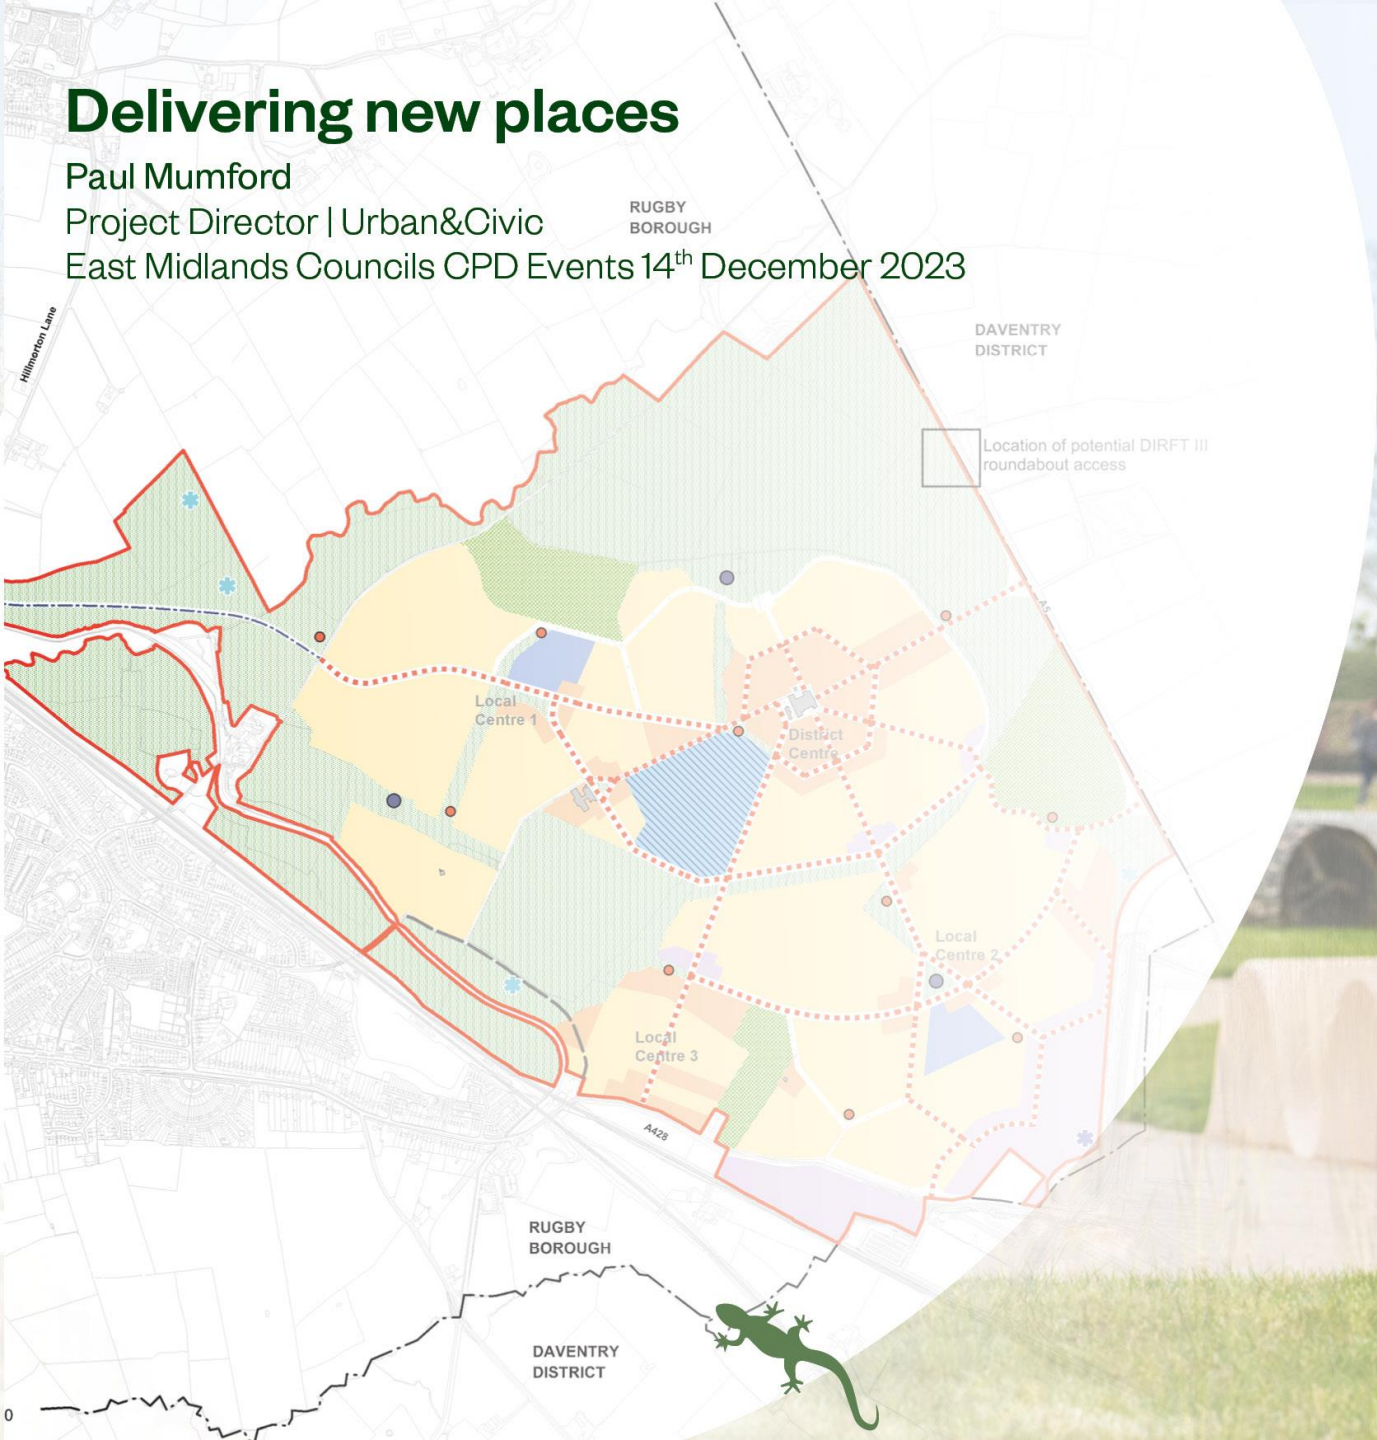 Delivering new places
Paul Mumford
Project Director | Urban&Civic
East Midlands Councils CPD Events 14th December 2023
RUGBY
BOROUGH
Hillmorton Lane
DAVENTRY
DISTRICT
Location of potential DIRFT III
roundabout access
A5
Local
Centre 1
District
Centre
Local
Centre 2
Local
Centre 3
A428
RUGBY
BOROUGH
DAVENTRY
DISTRICT
0